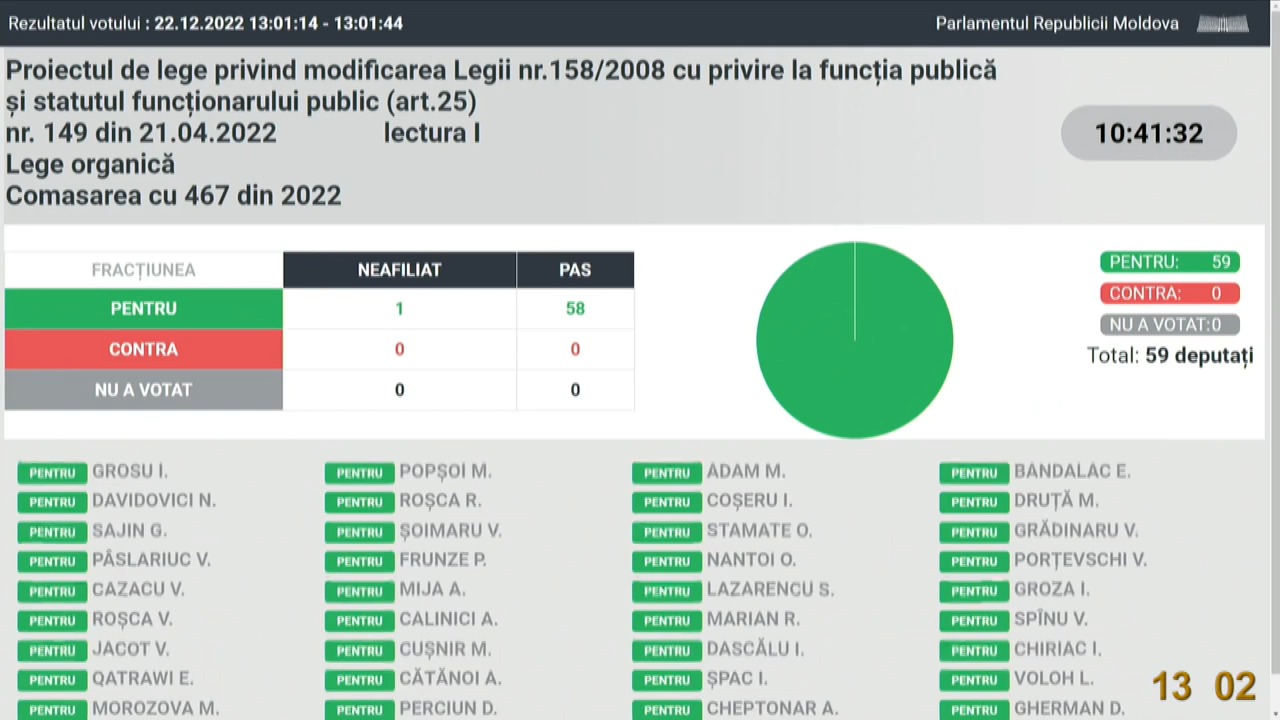 Rezultatul votului : 22.12.2022 13:01:14 - 13:01:44
Parlamentul Republicii Moldova
Proiectul de lege privind modificarea Legii nr.158/2008 cu privire la funcția publică
și statutul funcționarului public (art.25)
nr. 149 din 21.04.2022 lectura I
Lege organică
Comasarea cu 467 din 2022
10:41:32
FRACȚIUNEA NEAFILIAT PAS
PENTRU 1 58
CONTRA 0 0
NU A VOTAT 0 0
PENTRU: 59
CONTRA: 0
NU A VOTAT:0
Total: 59 deputați
PENTRU GROSU I. PENTRU POPȘOI M. PENTRU ADAM M. PENTRU BANDALAC E.
PENTRU DAVIDOVICI N. PENTRU ROȘCA R. PENTRU COȘERU I. PENTRU DRUȚĂ M.
PENTRU SAJIN G. PENTRU ȘOIMARU V. PENTRU STAMATE O. PENTRU GRĂDINARU V.
PENTRU PÂSLARIUC V. PENTRU FRUNZE P. PENTRU NANTOI O. PENTRU PORȚEVSCHI V.
PENTRU CAZACU V. PENTRU MIJA A. PENTRU LAZARENCU S. PENTRU GROZA I.
PENTRU ROȘCA V. PENTRU CALINICI A. PENTRU MARIAN R. PENTRU SPÎNU V.
PENTRU JACOT V. PENTRU CUȘNIR M. PENTRU DASCĂLU I. PENTRU CHIRIAC I.
PENTRU QATRAWI E. PENTRU CĂTĂNOI A. PENTRU ȘPAC I. PENTRU VOLOH L.
PENTRU MOROZOVA M. PENTRU PERCIUN D. PENTRU CHEPTONAR A. PENTRU GHERMAN D.
13 02